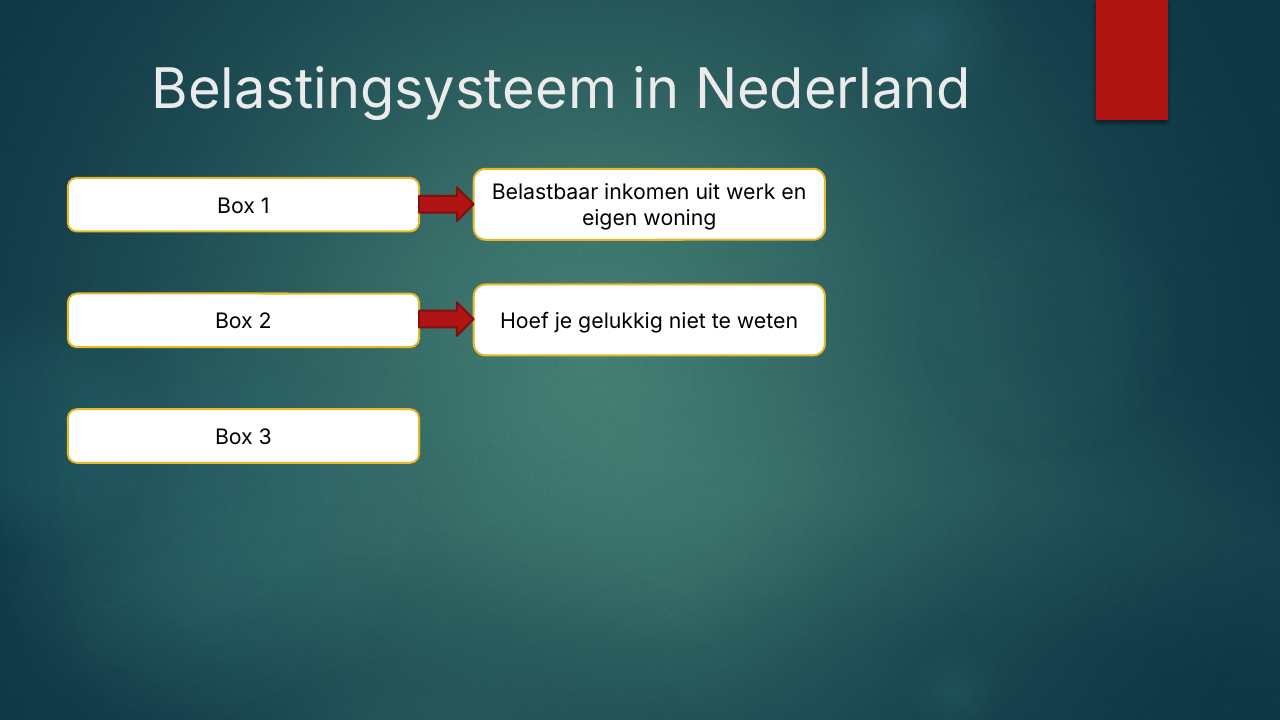 Belastingsysteem in Nederland
Box 1
Belastbaar inkomen uit werk en
eigen woning
Box 2
Hoef je gelukkig niet te weten
Box 3